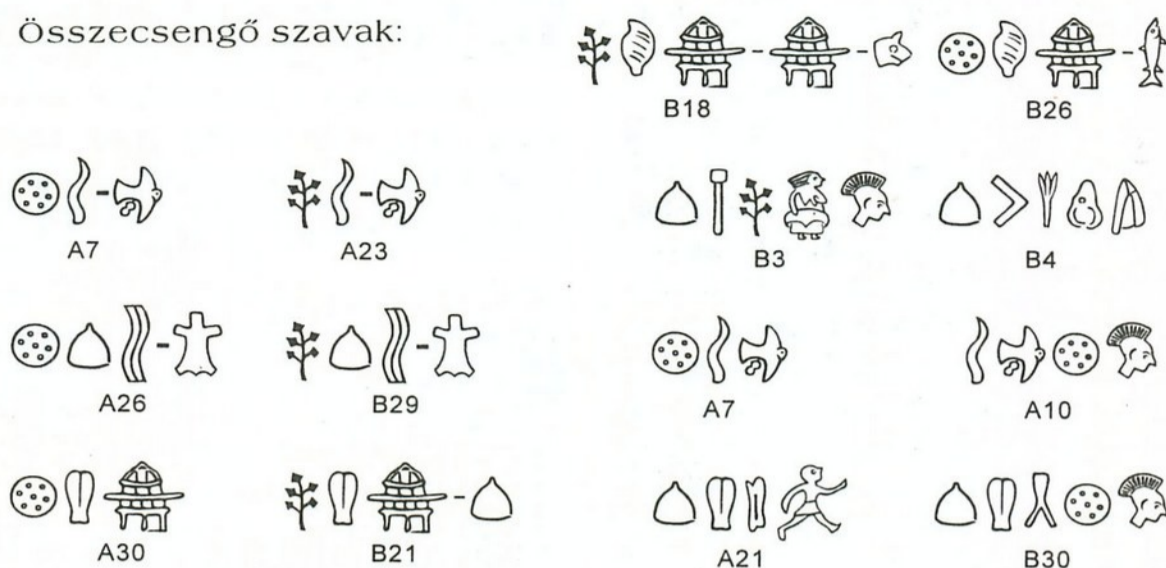 Összecsengő szavak:
B18 B26
B3 B4
A7 A23
A26 B29
A7 A10
A30 B21
A21 B30